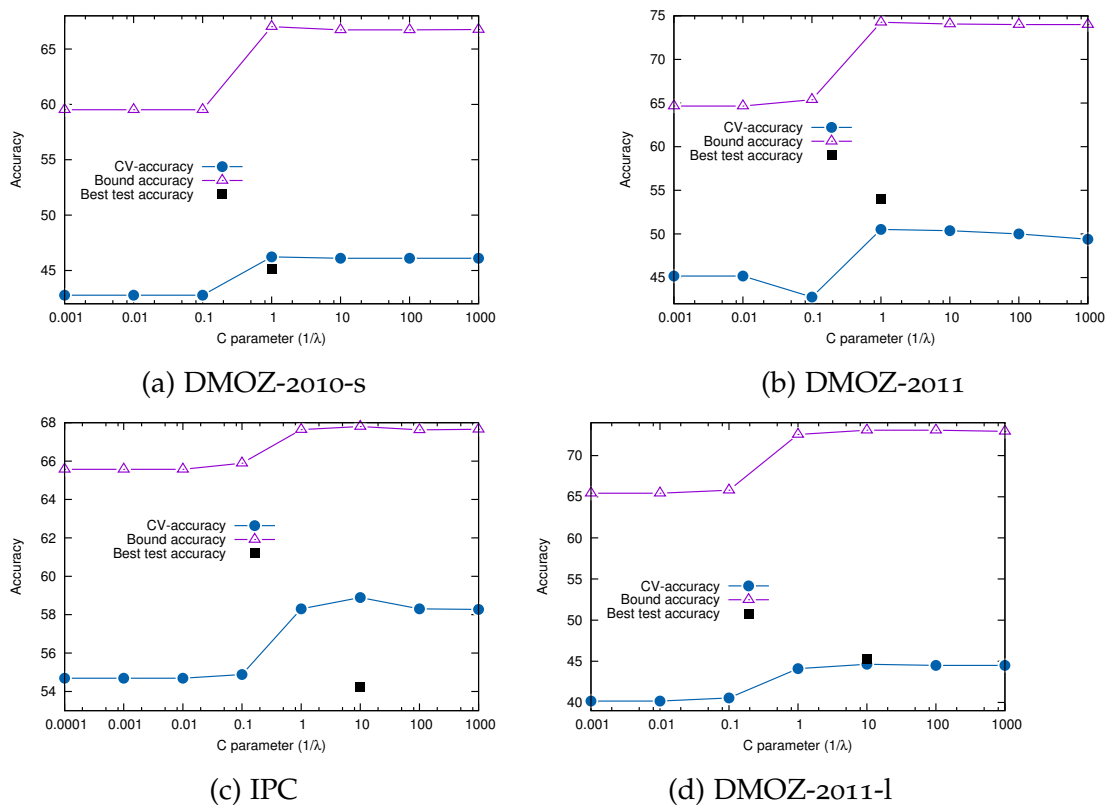 65
60
55
50
45
Accuracy
CV-accuracy
Bound accuracy
Best test accuracy
0.001 0.01 0.1 1 10 100 1000
C parameter (1/λ)
(a) DMOZ-2010-s
75
70
65
60
55
50
45
Accuracy
CV-accuracy
Bound accuracy
Best test accuracy
0.001 0.01 0.1 1 10 100 1000
C parameter (1/λ)
(b) DMOZ-2011
68
66
64
62
60
58
56
54
Accuracy
CV-accuracy
Bound accuracy
Best test accuracy
0.0001 0.001 0.01 0.1 1 10 100 1000
C parameter (1/λ)
(c) IPC
70
65
60
55
50
45
40
Accuracy
CV-accuracy
Bound accuracy
Best test accuracy
0.001 0.01 0.1 1 10 100 1000
C parameter (1/λ)
(d) DMOZ-2011-l